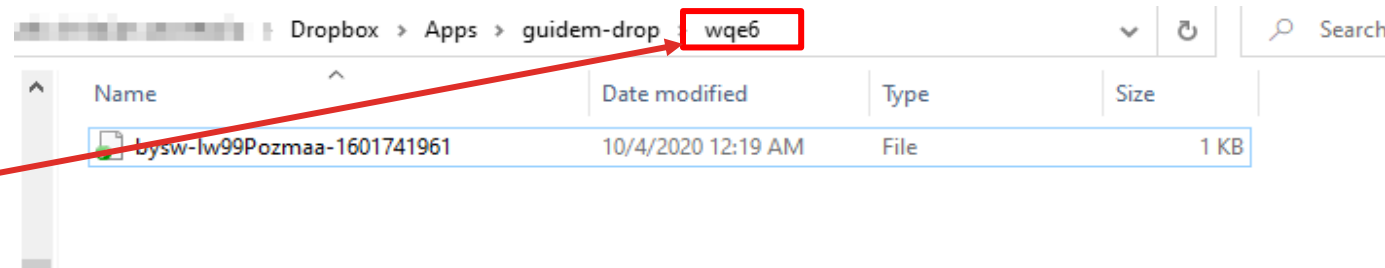 Dropbox > Apps > guidem-drop > wqe6 Search
Name Date modified Type Size
bysw-lw99Pozmaa-1601741961 10/4/2020 12:19 AM File 1 KB